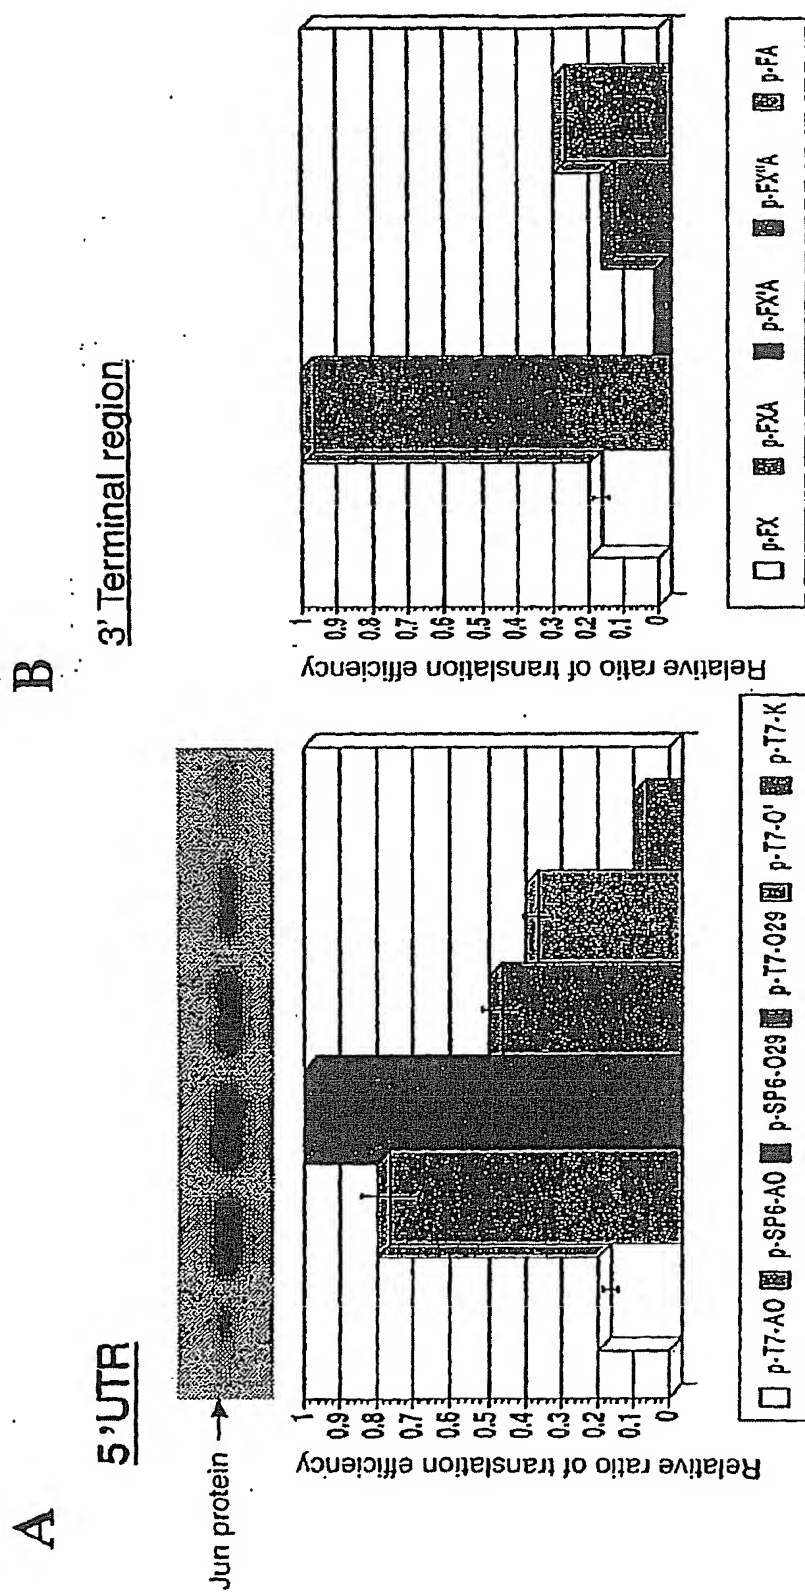 A
5'UTR
Jun protein →
Relative ratio of translation efficiency
1
0.9
0.8
0.7
0.6
0.5
0.4
0.3
0.2
0.1
0
p-T7-AO p-SP6-AO p-SP6-O29 p-T7-O29 p-T7-O' p-T7-K
B
3' Terminal region
Relative ratio of translation efficiency
1
0.9
0.8
0.7
0.6
0.5
0.4
0.3
0.2
0.1
0
p-FX p-FXA p-FX'A p-FX"A p-FA